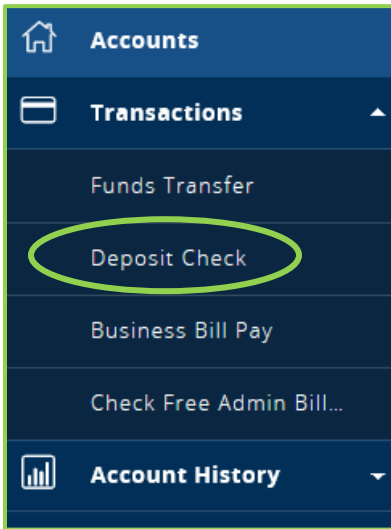 Accounts
Transactions
Funds Transfer
Deposit Check
Business Bill Pay
Check Free Admin Bill...
Account History